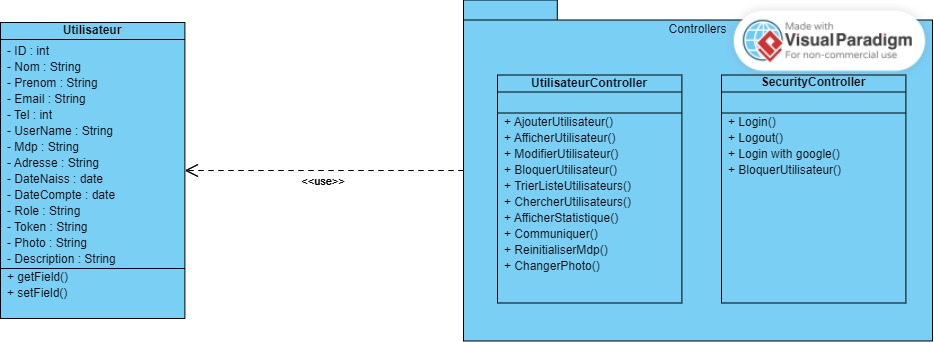 Utilisateur
- ID : int
- Nom : String
- Prenom : String
- Email : String
- Tel : int
- UserName : String
- Mdp : String
- Adresse : String
- DateNaiss : date
- DateCompte : date
- Role : String
- Token : String
- Photo : String
- Description : String
+ getField()
+ setField()
<<use>>
Controllers
Made with
VisualParadigm
For non-commercial use
UtilisateurController
+ AjouterUtilisateur()
+ AfficherUtilisateur()
+ ModifierUtilisateur()
+ BloquerUtilisateur()
+ TrierListeUtilisateurs()
+ ChercherUtilisateurs()
+ AfficherStatistique()
+ Communiquer()
+ ReinitialiserMdp()
+ ChangerPhoto()
SecurityController
+ Login()
+ Logout()
+ Login with google()
+ BloquerUtilisateur()